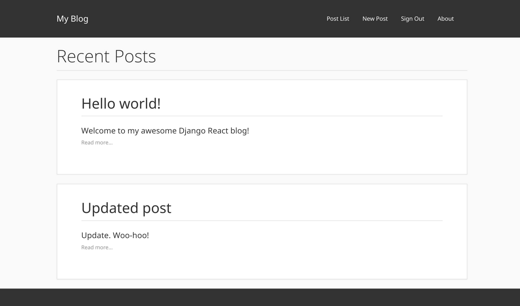 My Blog
Post List New Post Sign Out About
Recent Posts
Hello world!
Welcome to my awesome Django React blog!
Read more...
Updated post
Update. Woo-hoo!
Read more...